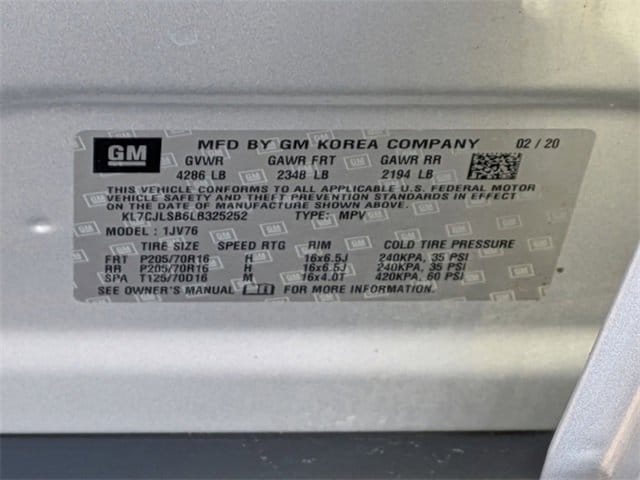 GM MFD BY GM KOREA COMPANY 02 / 20
GVWR GAWR FRT GAWR RR
4286 LB 2348 LB 2194 LB
THIS VEHICLE CONFORMS TO ALL APPLICABLE U.S. FEDERAL MOTOR
VEHICLE SAFETY AND THEFT PREVENTION STANDARDS IN EFFECT
ON THE DATE OF MANUFACTURE SHOWN ABOVE.
KL7CJLSB6LB325252 TYPE: MPV
MODEL : 1JV76
TIRE SIZE SPEED RTG RIM COLD TIRE PRESSURE
FRT P205/70R16 H 16x6.5J 240KPA, 35 PSI
RR P205/70R16 H 16x6.5J 240KPA, 35 PSI
SPA T125/70D16 M 16x4.0T 420KPA, 60 PSI
SEE OWNER'S MANUAL FOR MORE INFORMATION.